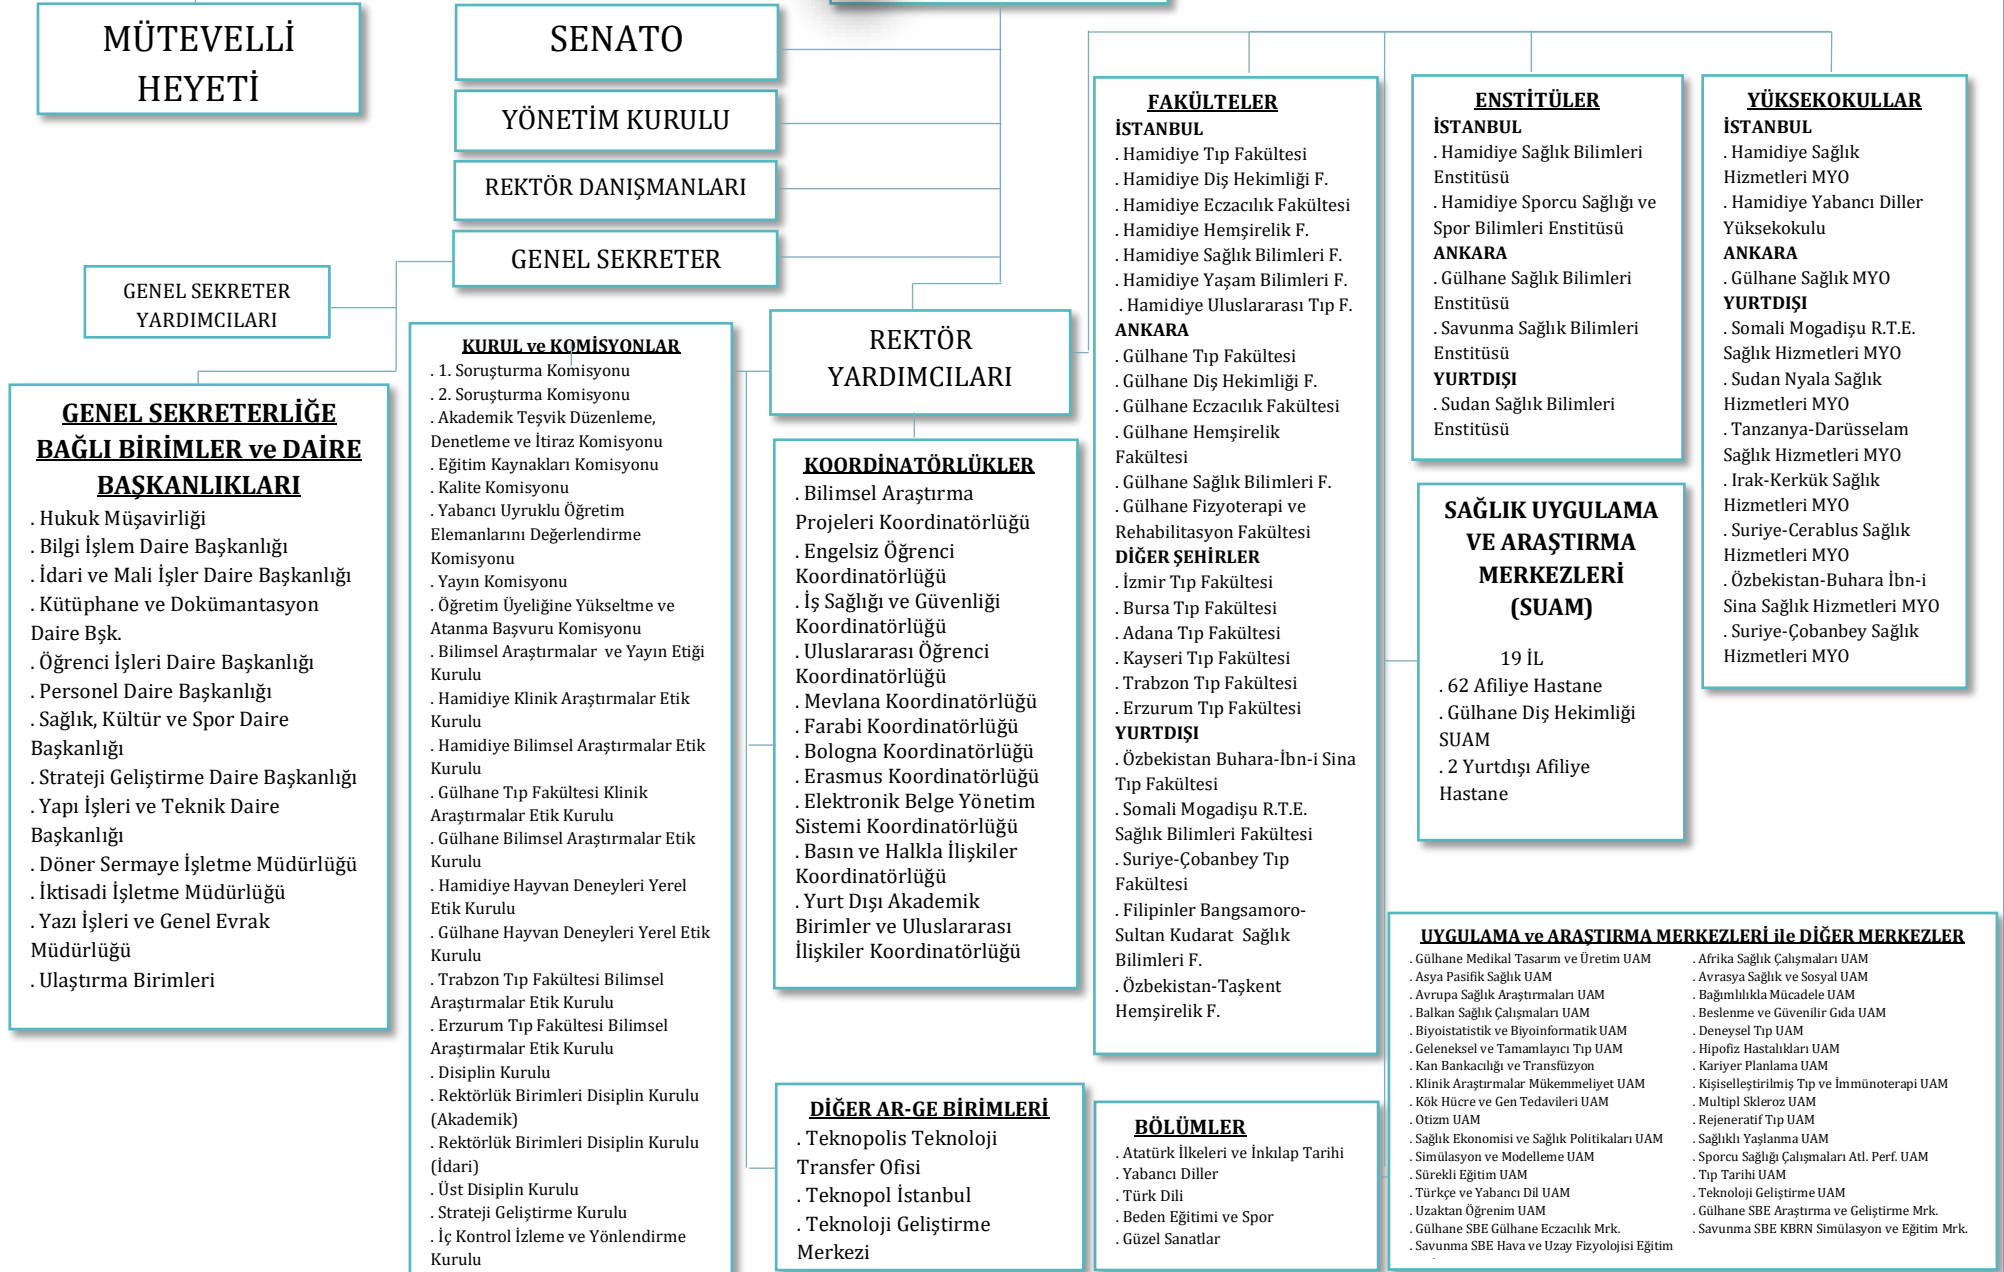 MÜTEVELLİ
HEYETİ
SENATO
YÖNETİM KURULU
REKTÖR DANIŞMANLARI
GENEL SEKRETER
GENEL SEKRETER
YARDIMCILARI
REKTÖR
YARDIMCILARI
GENEL SEKRETERLİĞE
BAĞLI BİRİMLER ve DAİRE
BAŞKANLIKLARI
. Hukuk Müşavirliği
. Bilgi İşlem Daire Başkanlığı
. İdari ve Mali İşler Daire Başkanlığı
. Kütüphane ve Dokümantasyon
Daire Bşk.
. Öğrenci İşleri Daire Başkanlığı
. Personel Daire Başkanlığı
. Sağlık, Kültür ve Spor Daire
Başkanlığı
. Strateji Geliştirme Daire Başkanlığı
. Yapı İşleri ve Teknik Daire
Başkanlığı
. Döner Sermaye İşletme Müdürlüğü
. İktisadi İşletme Müdürlüğü
. Yazı İşleri ve Genel Evrak
Müdürlüğü
. Ulaştırma Birimleri
KURUL ve KOMİSYONLAR
. 1. Soruşturma Komisyonu
. 2. Soruşturma Komisyonu
. Akademik Teşvik Düzenleme,
Denetleme ve İtiraz Komisyonu
. Eğitim Kaynakları Komisyonu
. Kalite Komisyonu
. Yabancı Uyruklu Öğretim
Elemanlarını Değerlendirme
Komisyonu
. Yayın Komisyonu
. Öğretim Üyeliğine Yükseltme ve
Atanma Başvuru Komisyonu
. Bilimsel Araştırmalar ve Yayın Etiği
Kurulu
. Hamidiye Klinik Araştırmalar Etik
Kurulu
. Hamidiye Bilimsel Araştırmalar Etik
Kurulu
. Gülhane Tıp Fakültesi Klinik
Araştırmalar Etik Kurulu
. Gülhane Bilimsel Araştırmalar Etik
Kurulu
. Hamidiye Hayvan Deneyleri Yerel
Etik Kurulu
. Gülhane Hayvan Deneyleri Yerel Etik
Kurulu
. Trabzon Tıp Fakültesi Bilimsel
Araştırmalar Etik Kurulu
. Erzurum Tıp Fakültesi Bilimsel
Araştırmalar Etik Kurulu
. Disiplin Kurulu
. Rektörlük Birimleri Disiplin Kurulu
(Akademik)
. Rektörlük Birimleri Disiplin Kurulu
(İdari)
. Üst Disiplin Kurulu
. Strateji Geliştirme Kurulu
. İç Kontrol İzleme ve Yönlendirme
Kurulu
KOORDİNATÖRLÜKLER
. Bilimsel Araştırma
Projeleri Koordinatörlüğü
. Engelsiz Öğrenci
Koordinatörlüğü
. İş Sağlığı ve Güvenliği
Koordinatörlüğü
. Uluslararası Öğrenci
Koordinatörlüğü
. Mevlana Koordinatörlüğü
. Farabi Koordinatörlüğü
. Bologna Koordinatörlüğü
. Erasmus Koordinatörlüğü
. Elektronik Belge Yönetim
Sistemi Koordinatörlüğü
. Basın ve Halkla İlişkiler
Koordinatörlüğü
. Yurt Dışı Akademik
Birimler ve Uluslararası
İlişkiler Koordinatörlüğü
DİĞER AR-GE BİRİMLERİ
. Teknopolis Teknoloji
Transfer Ofisi
. Teknopol İstanbul
. Teknoloji Geliştirme
Merkezi
FAKÜLTELER
İSTANBUL
. Hamidiye Tıp Fakültesi
. Hamidiye Diş Hekimliği F.
. Hamidiye Eczacılık Fakültesi
. Hamidiye Hemşirelik F.
. Hamidiye Sağlık Bilimleri F.
. Hamidiye Yaşam Bilimleri F.
. Hamidiye Uluslararası Tıp F.
ANKARA
. Gülhane Tıp Fakültesi
. Gülhane Diş Hekimliği F.
. Gülhane Eczacılık Fakültesi
. Gülhane Hemşirelik
Fakültesi
. Gülhane Sağlık Bilimleri F.
. Gülhane Fizyoterapi ve
Rehabilitasyon Fakültesi
DİĞER ŞEHİRLER
. İzmir Tıp Fakültesi
. Bursa Tıp Fakültesi
. Adana Tıp Fakültesi
. Kayseri Tıp Fakültesi
. Trabzon Tıp Fakültesi
. Erzurum Tıp Fakültesi
YURTDIŞI
. Özbekistan Buhara-İbn-i Sina
Tıp Fakültesi
. Somali Mogadişu R.T.E.
Sağlık Bilimleri Fakültesi
. Suriye-Çobanbey Tıp
Fakültesi
. Filipinler Bangsamoro-
Sultan Kudarat Sağlık
Bilimleri F.
. Özbekistan-Taşkent
Hemşirelik F.
BÖLÜMLER
. Atatürk İlkeleri ve İnkılap Tarihi
. Yabancı Diller
. Türk Dili
. Beden Eğitimi ve Spor
. Güzel Sanatlar
ENSTİTÜLER
İSTANBUL
. Hamidiye Sağlık Bilimleri
Enstitüsü
. Hamidiye Sporcu Sağlığı ve
Spor Bilimleri Enstitüsü
ANKARA
. Gülhane Sağlık Bilimleri
Enstitüsü
. Savunma Sağlık Bilimleri
Enstitüsü
YURTDIŞI
. Sudan Sağlık Bilimleri
Enstitüsü
SAĞLIK UYGULAMA
VE ARAŞTIRMA
MERKEZLERİ
(SUAM)
19 İL
. 62 Afiliye Hastane
. Gülhane Diş Hekimliği
SUAM
. 2 Yurtdışı Afiliye
Hastane
YÜKSEKOKULLAR
İSTANBUL
. Hamidiye Sağlık
Hizmetleri MYO
. Hamidiye Yabancı Diller
Yüksekokulu
ANKARA
. Gülhane Sağlık MYO
YURTDIŞI
. Somali Mogadişu R.T.E.
Sağlık Hizmetleri MYO
. Sudan Nyala Sağlık
Hizmetleri MYO
. Tanzanya-Darüsselam
Sağlık Hizmetleri MYO
. Irak-Kerkük Sağlık
Hizmetleri MYO
. Suriye-Cerablus Sağlık
Hizmetleri MYO
. Özbekistan-Buhara İbn-i
Sina Sağlık Hizmetleri MYO
. Suriye-Çobanbey Sağlık
Hizmetleri MYO
UYGULAMA ve ARAŞTIRMA MERKEZLERİ ile DİĞER MERKEZLER
. Gülhane Medikal Tasarım ve Üretim UAM
. Asya Pasifik Sağlık UAM
. Avrupa Sağlık Araştırmaları UAM
. Balkan Sağlık Çalışmaları UAM
. Biyoistatistik ve Biyoinformatik UAM
. Geleneksel ve Tamamlayıcı Tıp UAM
. Kan Bankacılığı ve Transfüzyon
. Klinik Araştırmalar Mükemmeliyet UAM
. Kök Hücre ve Gen Tedavileri UAM
. Otizm UAM
. Sağlık Ekonomisi ve Sağlık Politikaları UAM
. Simülasyon ve Modelleme UAM
. Sürekli Eğitim UAM
. Türkçe ve Yabancı Dil UAM
. Uzaktan Öğrenim UAM
. Gülhane SBE Gülhane Eczacılık Mrk.
. Savunma SBE Hava ve Uzay Fizyolojisi Eğitim
. Afrika Sağlık Çalışmaları UAM
. Avrasya Sağlık ve Sosyal UAM
. Bağımlılıkla Mücadele UAM
. Beslenme ve Güvenilir Gıda UAM
. Deneysel Tıp UAM
. Hipofiz Hastalıkları UAM
. Kariyer Planlama UAM
. Kişiselleştirilmiş Tıp ve İmmünoterapi UAM
. Multipl Skleroz UAM
. Rejeneratif Tıp UAM
. Sağlıklı Yaşlanma UAM
. Sporcu Sağlığı Çalışmaları Atl. Perf. UAM
. Tıp Tarihi UAM
. Teknoloji Geliştirme UAM
. Gülhane SBE Araştırma ve Geliştirme Mrk.
. Savunma SBE KBRN Simülasyon ve Eğitim Mrk.